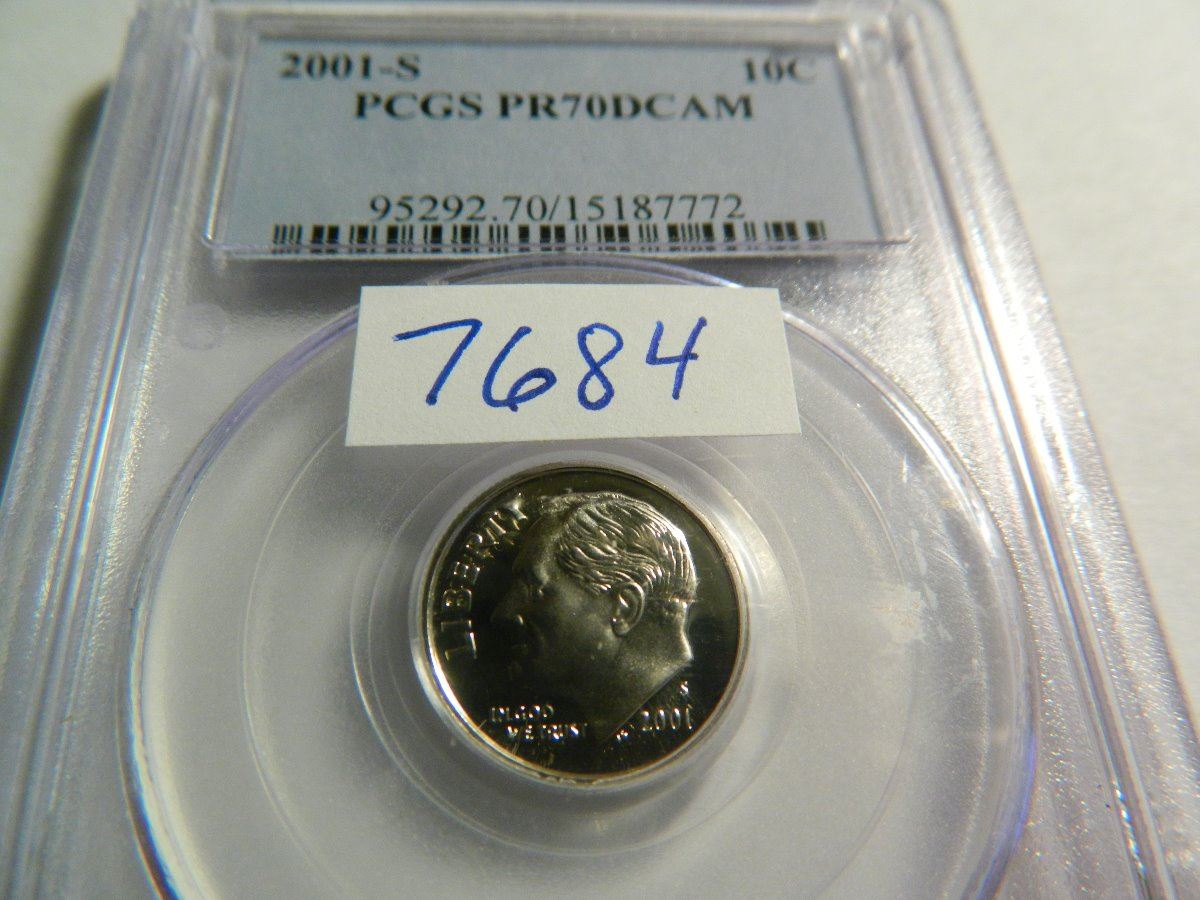 2001-S 10C
PCGS PR70DCAM
95292.70/15187772
7684
LIBERTY
IN GOD
WE TRUST
S
2001